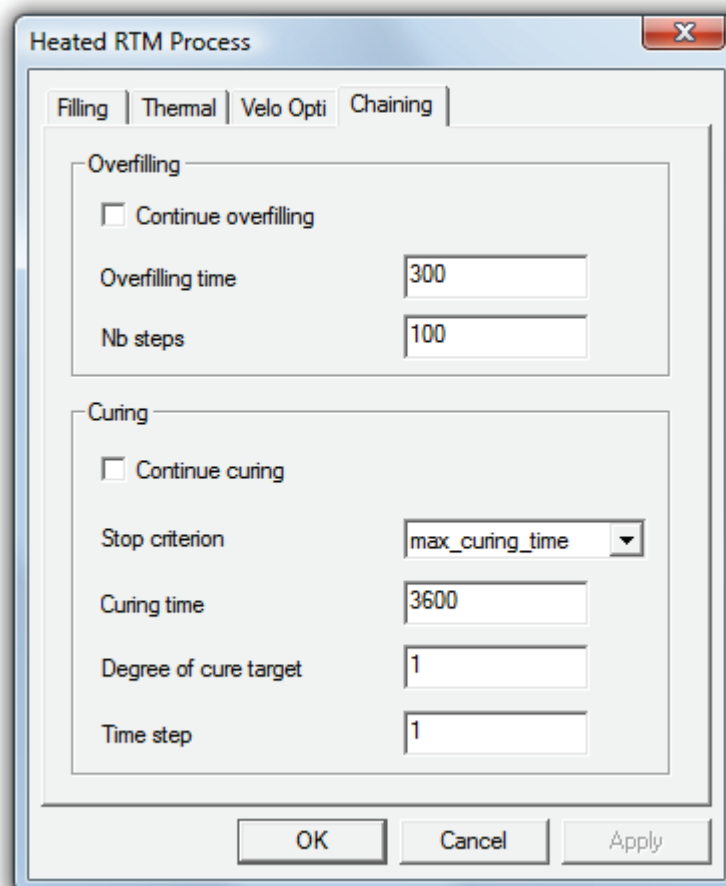 Heated RTM Process
Filling Thermal Velo Opti Chaining
Overfilling
Continue overfilling
Overfilling time 300
Nb steps 100
Curing
Continue curing
Stop criterion max_curing_time
Curing time 3600
Degree of cure target 1
Time step 1
OK Cancel Apply